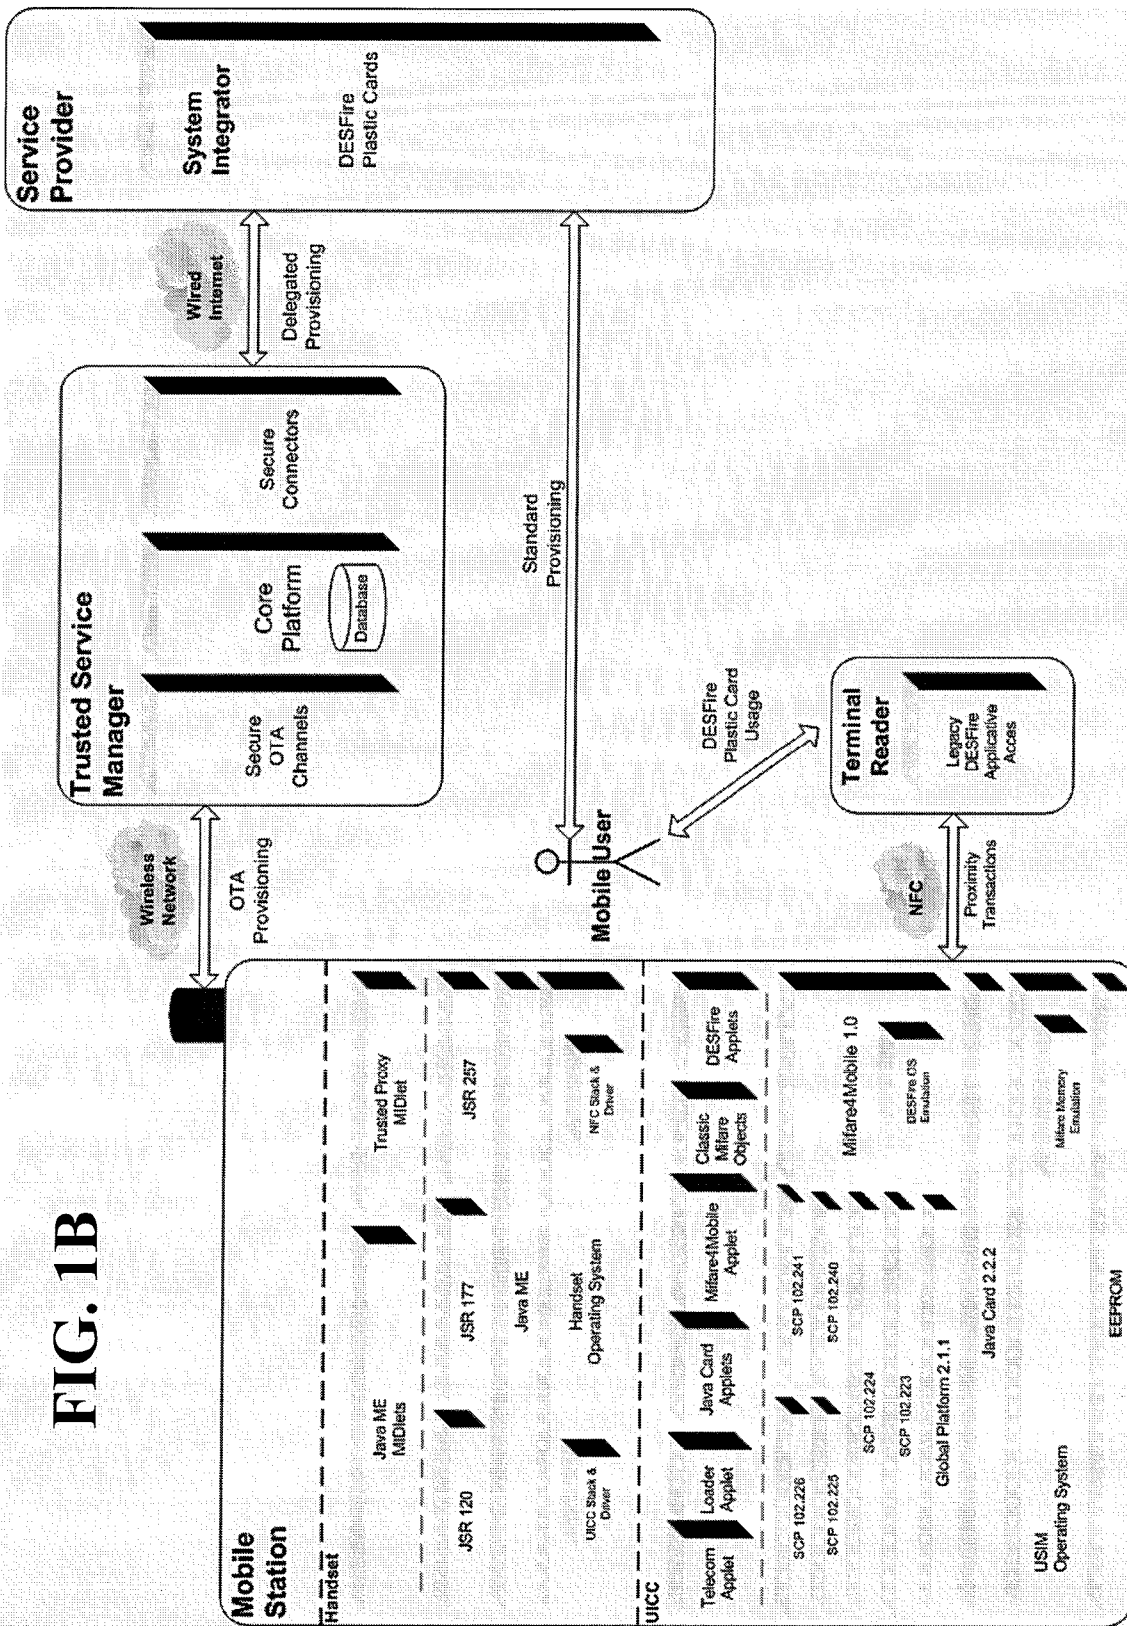 FIG. 1B
Mobile
Station
Handset
Java ME
MIDlets
Trusted Proxy
MIDlet
JSR 120
JSR 177
JSR 257
Java ME
UICC Stack &
Driver
Handset
Operating System
NFC Stack &
Driver
UICC
Telecom
Applet
Loader
Applet
Java Card
Applets
Mifare4Mobile
Applet
Classic
Mifare
Objects
DESFire
Applets
SCP 102.226
SCP 102.241
SCP 102.225
SCP 102.240
SCP 102.224
SCP 102.223
Global Platform 2.1.1
Mifare4Mobile 1.0
DESFire OS
Emulation
Java Card 2.2.2
USIM
Operating System
Mifare Memory
Emulation
EEPROM
Wireless
Network
OTA
Provisioning
Trusted Service
Manager
Secure
OTA
Channels
Core
Platform
Database
Secure
Connectors
Wired
Internet
Delegated
Provisioning
Service
Provider
System
Integrator
DESFire
Plastic Cards
Standard
Provisioning
Mobile User
DESFire
Plastic Card
Usage
NFC
Proximity
Transactions
Terminal
Reader
Legacy
DESFire
Applicative
Acces